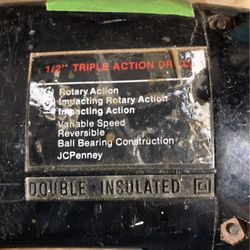 1/2" TRIPLE ACTION DRILL
Rotary Action
Impacting Rotary Action
Impacting Action
Variable Speed
Reversible
Ball Bearing Construction
JCPenney
DOUBLE INSULATED